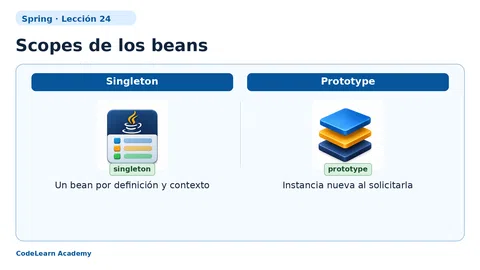 Spring · Lección 24
Scopes de los beans
Singleton
Prototype
singleton
prototype
Un bean por definición y contexto
Instancia nueva al solicitarla
CodeLearn Academy